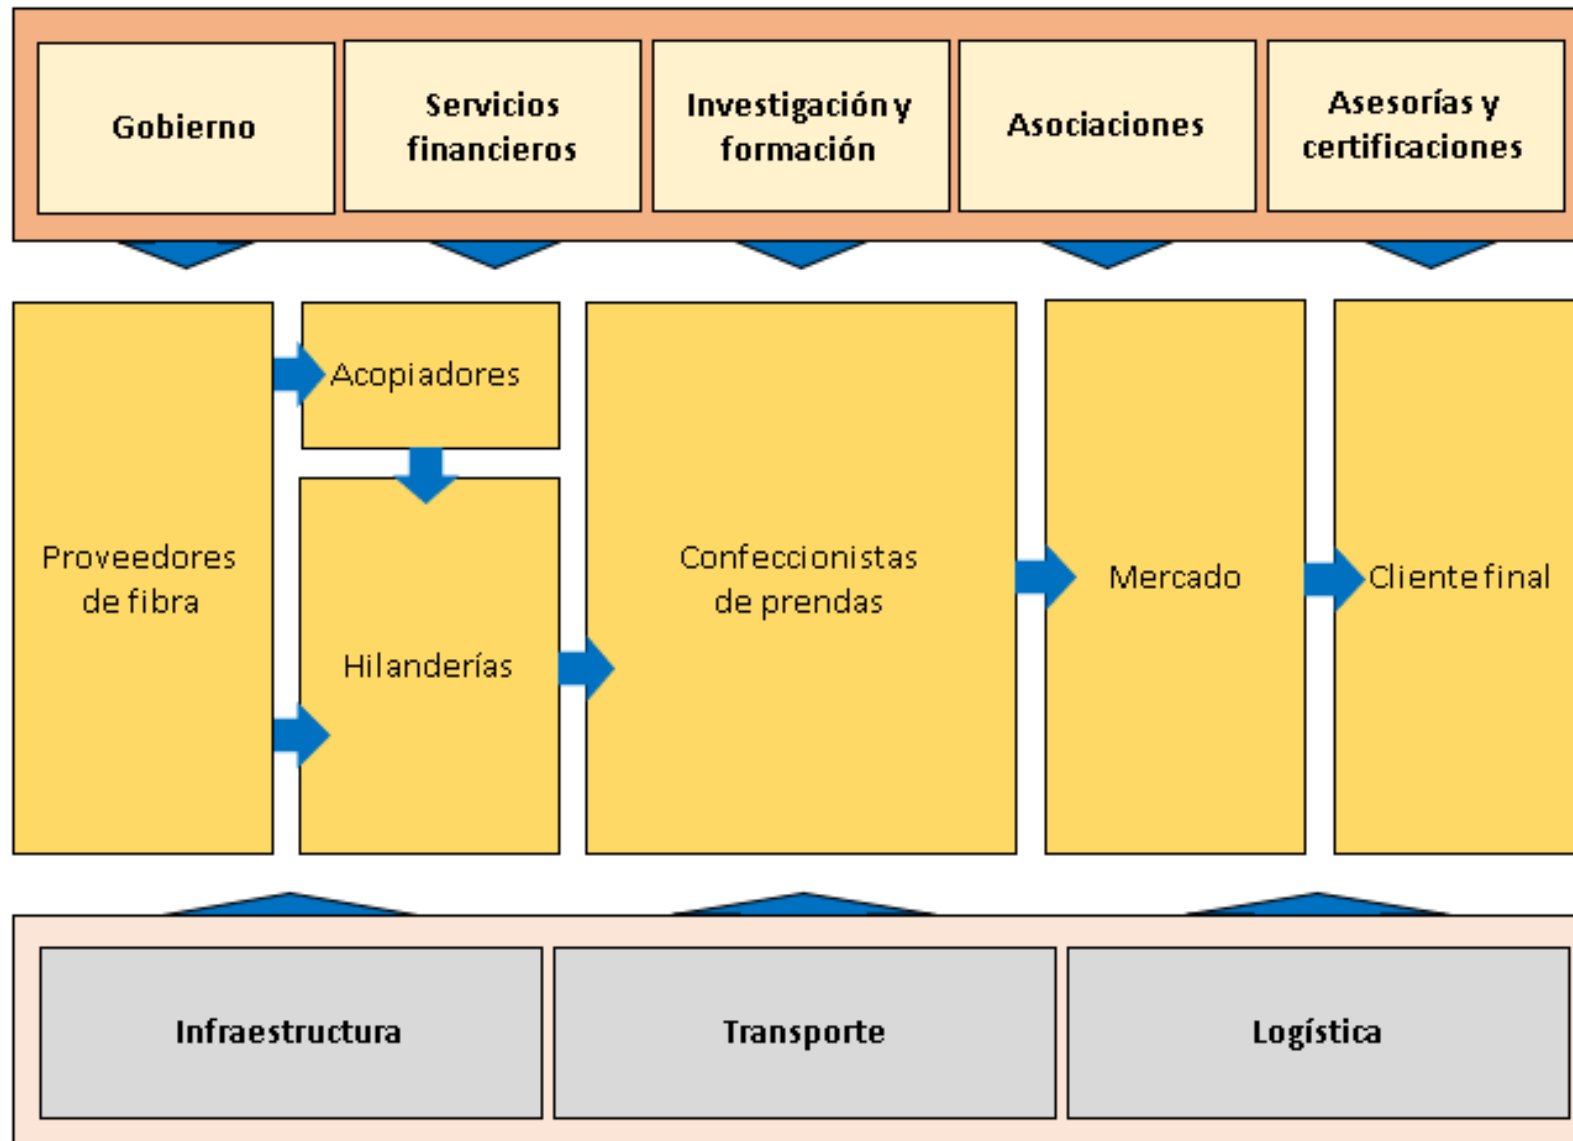 Gobierno
Servicios
financieros
Investigación y
formación
Asociaciones
Asesorías y
certificaciones
Proveedores
de fibra
Acopiadores
Hilanderías
Confeccionistas
de prendas
Mercado
Cliente final
Infraestructura
Transporte
Logística